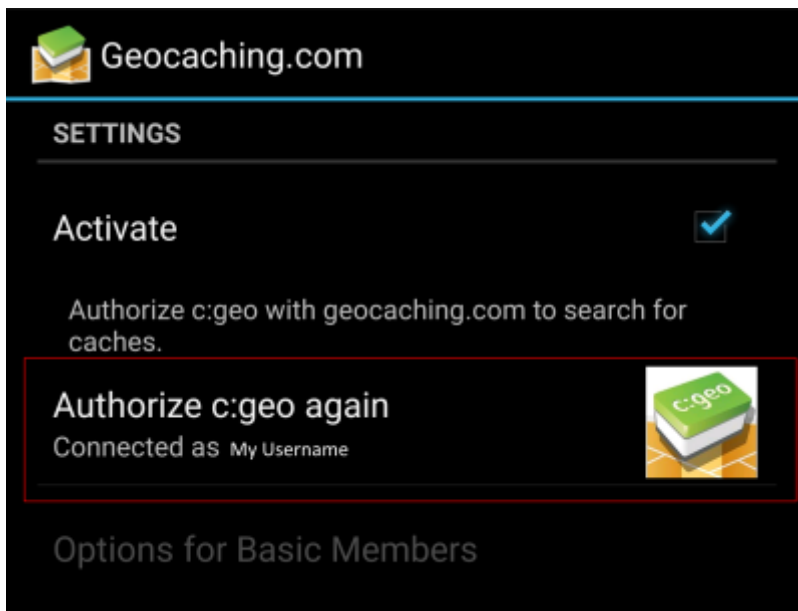 Geocaching.com
SETTINGS
Activate
Authorize c:geo with geocaching.com to search for
caches.
Authorize c:geo again
c:geo
Connected as My Username
Options for Basic Members